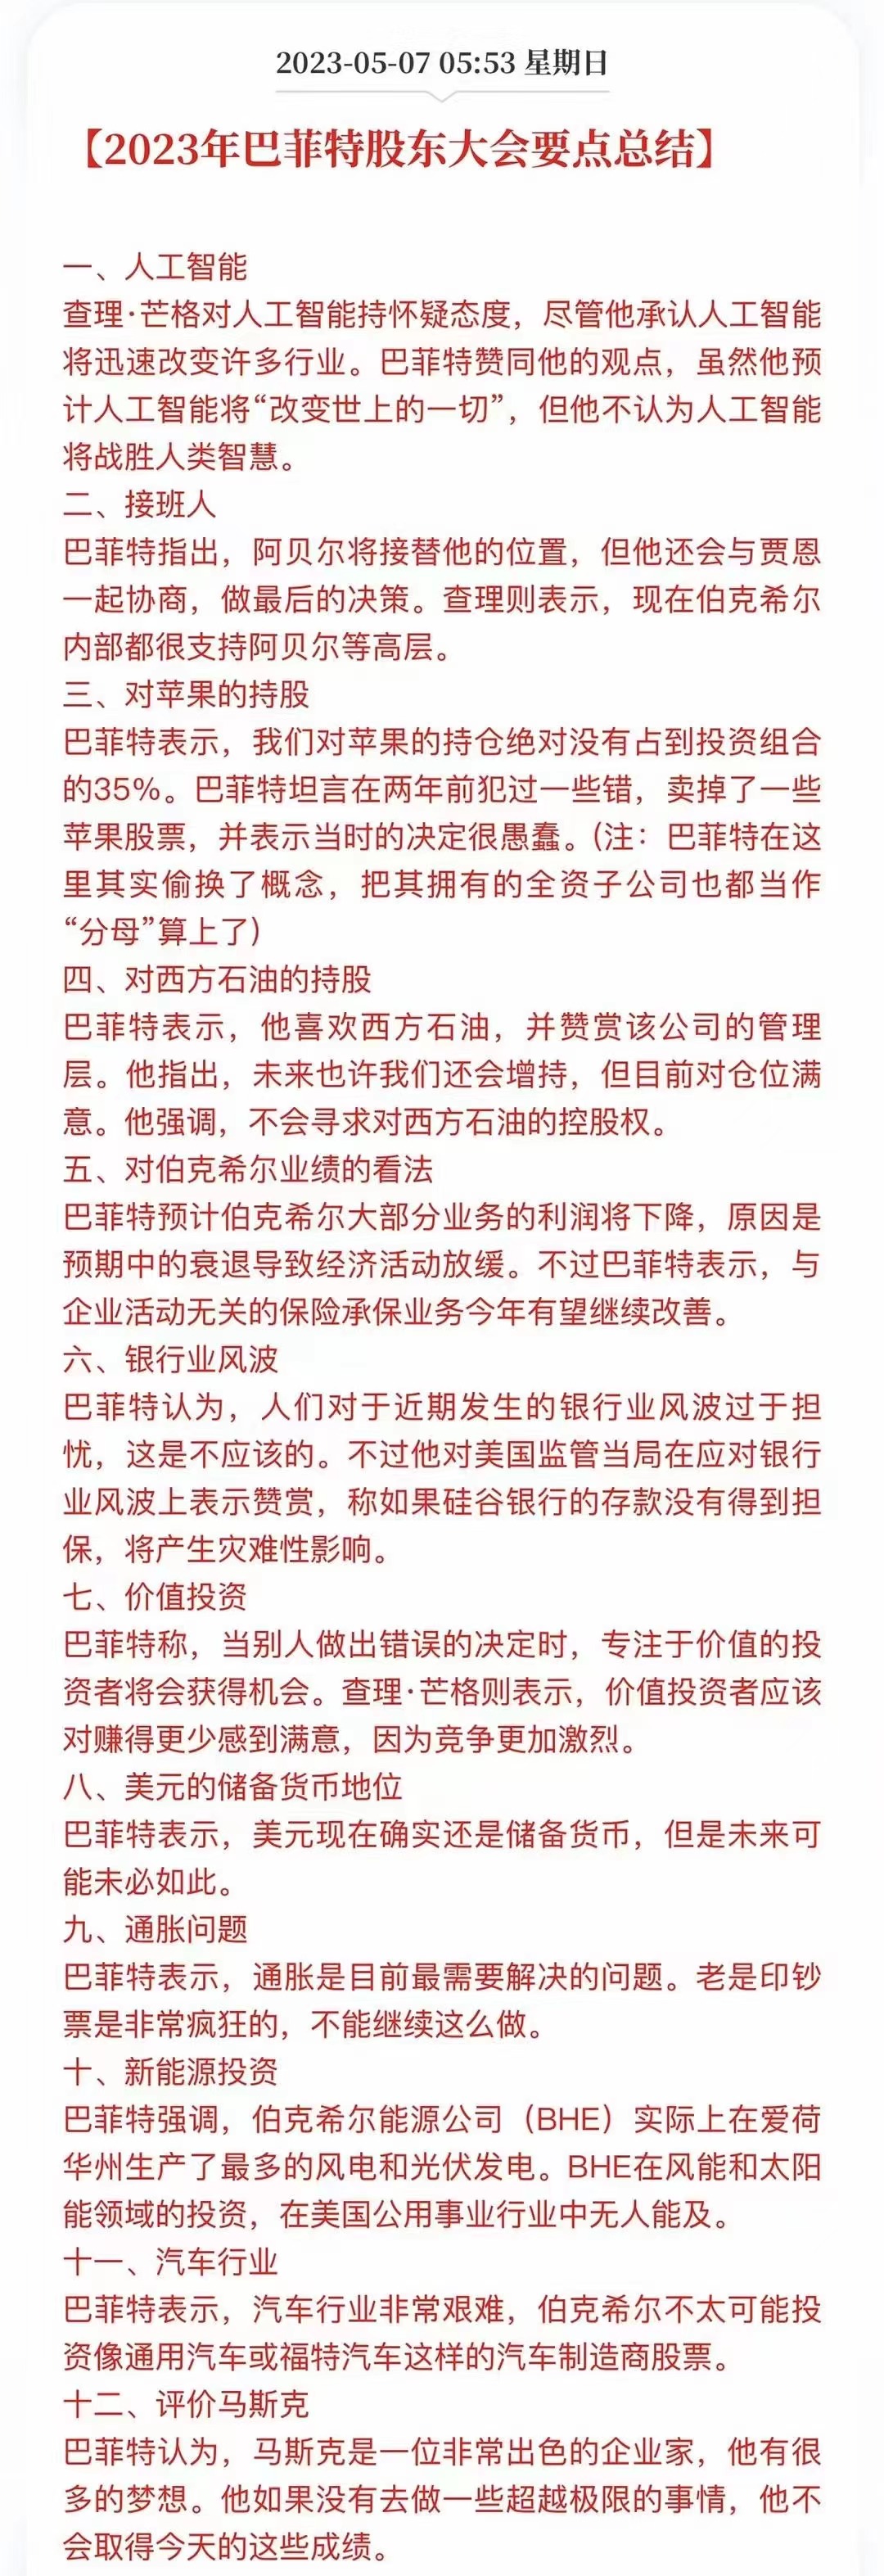 2023-05-07 05:53 星期日
【2023年巴菲特股东大会要点总结】
一、人工智能
查理·芒格对人工智能持怀疑态度，尽管他承认人工智能
将迅速改变许多行业。巴菲特赞同他的观点，虽然他预
计人工智能将“改变世上的一切”，但他不认为人工智能
将战胜人类智慧。
二、接班人
巴菲特指出，阿贝尔将接替他的位置，但他还会与贾恩
一起协商，做最后的决策。查理则表示，现在伯克希尔
内部都很支持阿贝尔等高层。
三、对苹果的持股
巴菲特表示，我们对苹果的持仓绝对没有占到投资组合
的35%。巴菲特坦言在两年前犯过一些错，卖掉了一些
苹果股票，并表示当时的决定很愚蠢。(注：巴菲特在这
里其实偷换了概念，把其拥有的全资子公司也都当作
“分母”算上了)
四、对西方石油的持股
巴菲特表示，他喜欢西方石油，并赞赏该公司的管理
层。他指出，未来也许我们还会增持，但目前对仓位满
意。他强调，不会寻求对西方石油的控股权。
五、对伯克希尔业绩的看法
巴菲特预计伯克希尔大部分业务的利润将下降，原因是
预期中的衰退导致经济活动放缓。不过巴菲特表示，与
企业活动无关的保险承保业务今年有望继续改善。
六、银行业风波
巴菲特认为，人们对于近期发生的银行业风波过于担
忧，这是不应该的。不过他对美国监管当局在应对银行
业风波上表示赞赏，称如果硅谷银行的存款没有得到担
保，将产生灾难性影响。
七、价值投资
巴菲特称，当别人做出错误的决定时，专注于价值的投
资者将会获得机会。查理·芒格则表示，价值投资者应该
对赚得更少感到满意，因为竞争更加激烈。
八、美元的储备货币地位
巴菲特表示，美元现在确实还是储备货币，但是未来可
能未必如此。
九、通胀问题
巴菲特表示，通胀是目前最需要解决的问题。老是印钞
票是非常疯狂的，不能继续这么做。
十、新能源投资
巴菲特强调，伯克希尔能源公司（BHE）实际上在爱荷
华州生产了最多的风电和光伏发电。BHE在风能和太阳
能领域的投资，在美国公用事业行业中无人能及。
十一、汽车行业
巴菲特表示，汽车行业非常艰难，伯克希尔不太可能投
资像通用汽车或福特汽车这样的汽车制造商股票。
十二、评价马斯克
巴菲特认为，马斯克是一位非常出色的企业家，他有很
多的梦想。他如果没有去做一些超越极限的事情，他不
会取得今天的这些成绩。